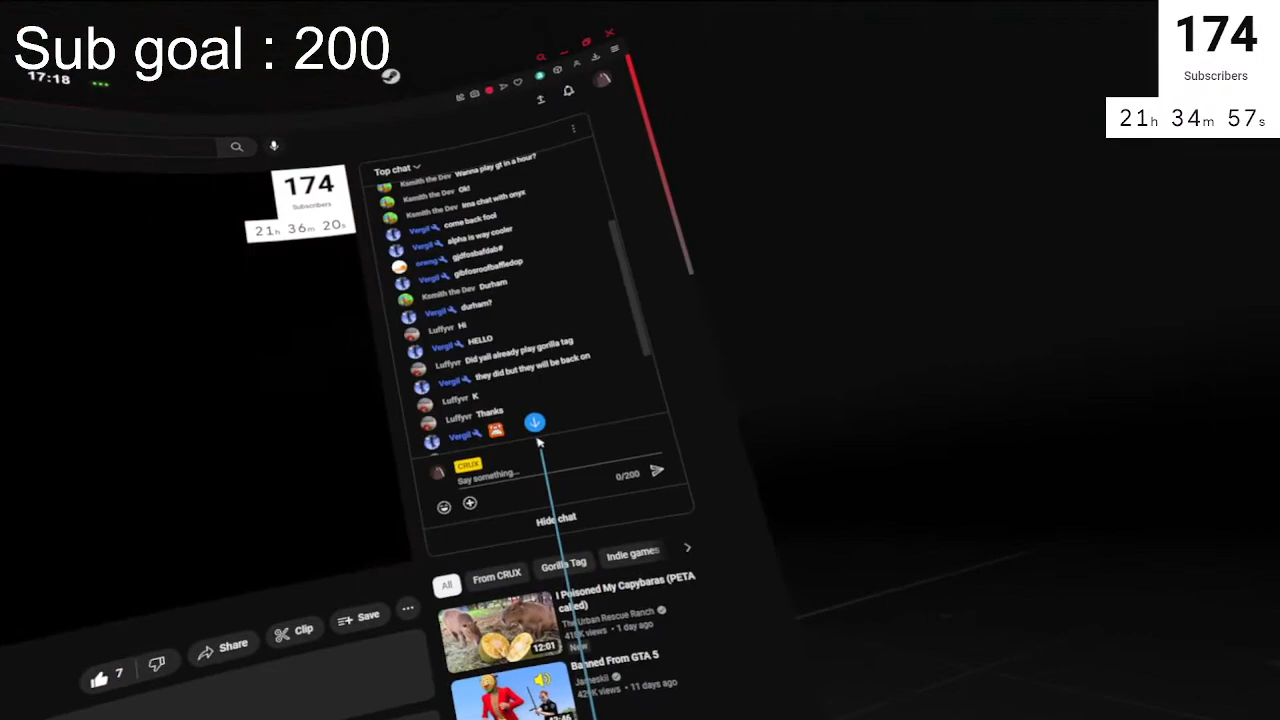 Sub goal : 200
17:18
174
Subscribers
21h 34m 57s
174
Subscribers
21h 36m 20s
Top chat
Ksmith the Dev Wanna play gt in a hour?
Ksmith the Dev Ok!
Ksmith the Dev Ima chat with onyx
Vergil come back fool
Vergil alpha is way cooler
gjdfosbafdab#
Vergil gibfosroofbaffledop
Ksmith the Dev Durham
Vergil durham?
Luffyvr Hi
Vergil HELLO
Luffyvr Did yall already play gorilla tag
Vergil they did but they will be back on
Luffyvr K
Luffyvr Thanks
Vergil
CRUX
Say something...
0/200
Hide chat
All
From CRUX
Gorilla Tag
Indie games
I Poisoned My Capybaras (PETA
called)
The Urban Rescue Ranch
views • 1 day ago
New
12:01
Banned From GTA 5
Jameskii
views • 11 days ago
7
Share
Clip
Save